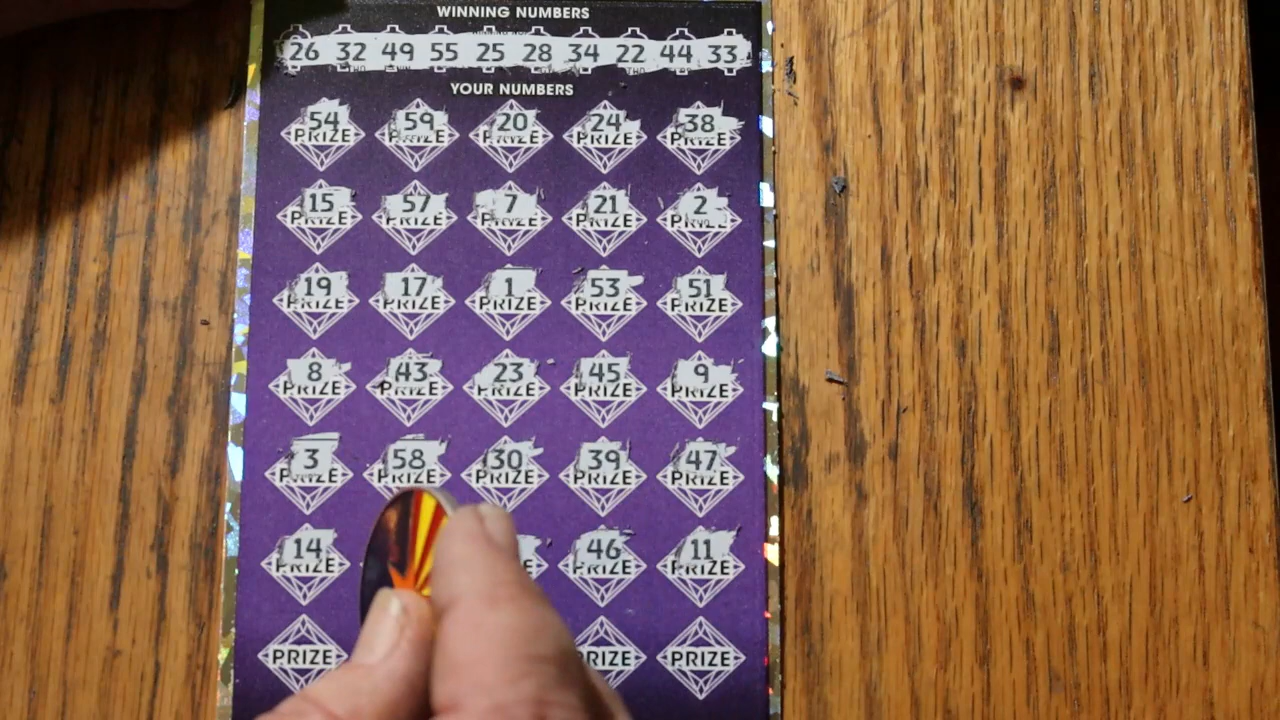 WINNING NUMBERS
26 32 49 55 25 28 34 22 44 33
YOUR NUMBERS
54 59 20 24 38
PRIZE PRIZE PRIZE PRIZE PRIZE
15 57 7 21 2
PRIZE PRIZE PRIZE PRIZE PRIZE
19 17 1 53 51
PRIZE PRIZE PRIZE PRIZE PRIZE
8 43 23 45 9
PRIZE PRIZE PRIZE PRIZE PRIZE
3 58 30 39 47
PRIZE PRIZE PRIZE PRIZE PRIZE
14 46 11
PRIZE PRIZE PRIZE
PRIZE PRIZE PRIZE